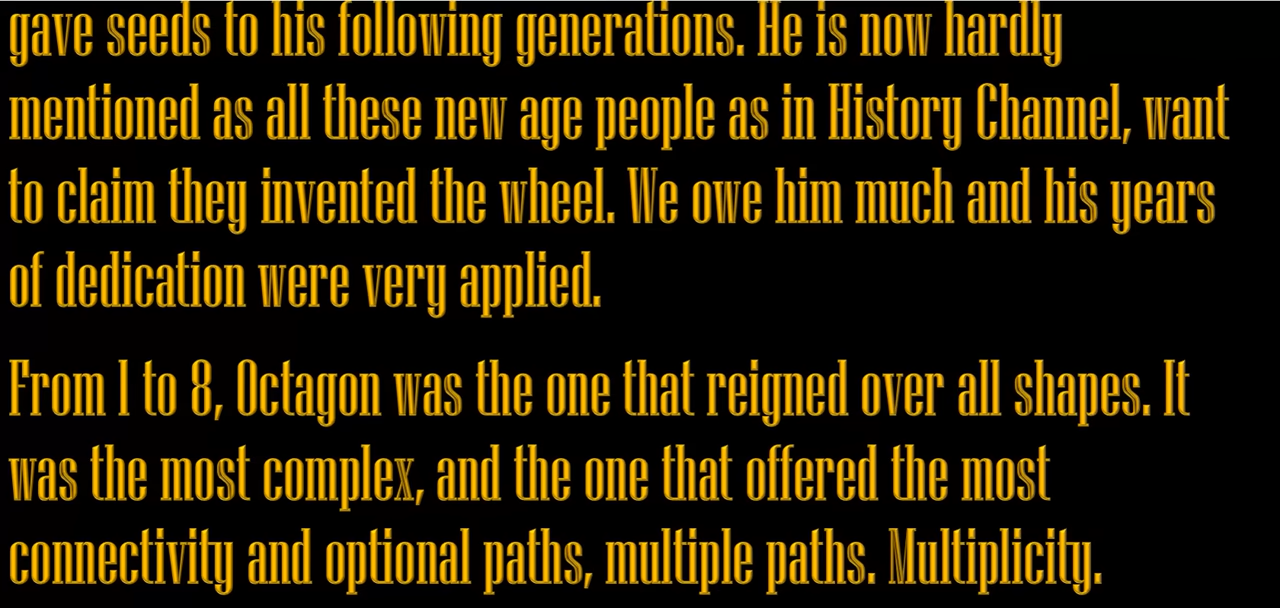 gave seeds to his following generations. He is now hardly
mentioned as all these new age people as in History Channel, want
to claim they invented the wheel. We owe him much and his years
of dedication were very applied.
From 1 to 8, Octagon was the one that reigned over all shapes. It
was the most complex, and the one that offered the most
connectivity and optional paths, multiple paths. Multiplicity.